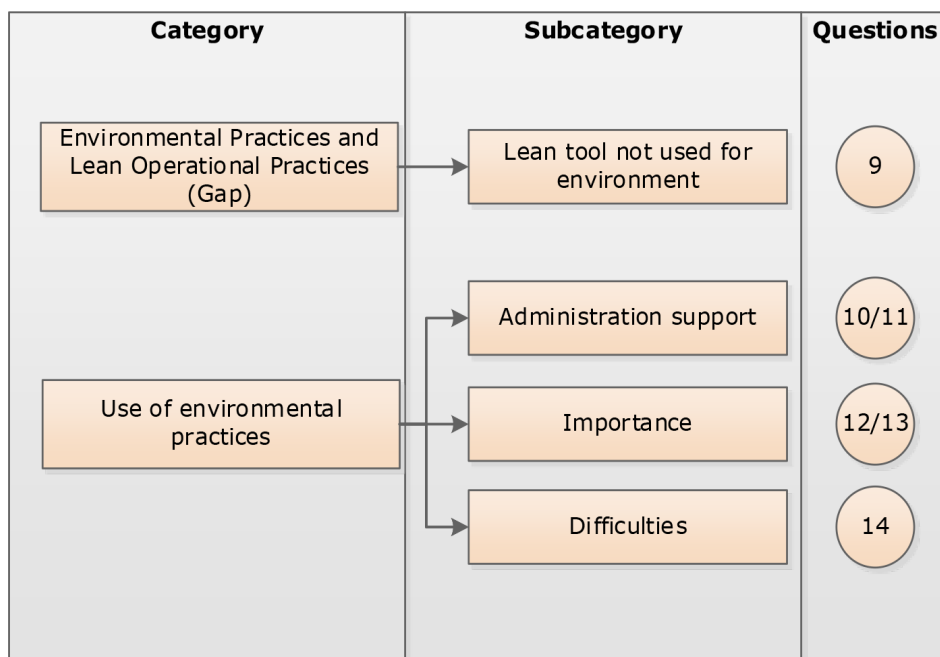 Category
Subcategory
Questions
Environmental Practices and
Lean Operational Practices
(Gap)
Lean tool not used for
environment
9
Use of environmental
practices
Administration support
10/11
Importance
12/13
Difficulties
14